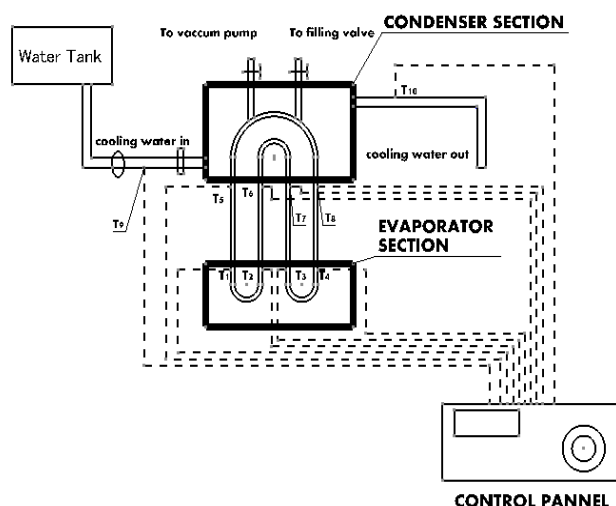 To vaccum pump
To filling valve
CONDENSER SECTION
Water Tank
T10
cooling water in
cooling water out
T9
T5
T6
T7
T8
EVAPORATOR
SECTION
T1
T2
T3
T4
CONTROL PANNEL